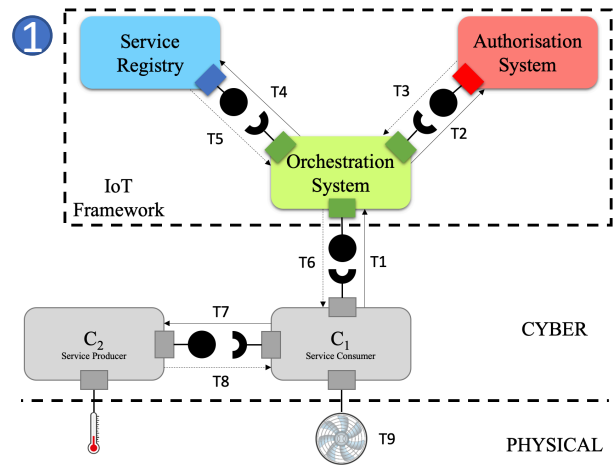 1
Service
Registry
Authorisation
System
T4
T3
T5
T2
Orchestration
System
IoT
Framework
T6
T1
T7
C2
Service Producer
C1
Service Consumer
CYBER
T8
T9
PHYSICAL